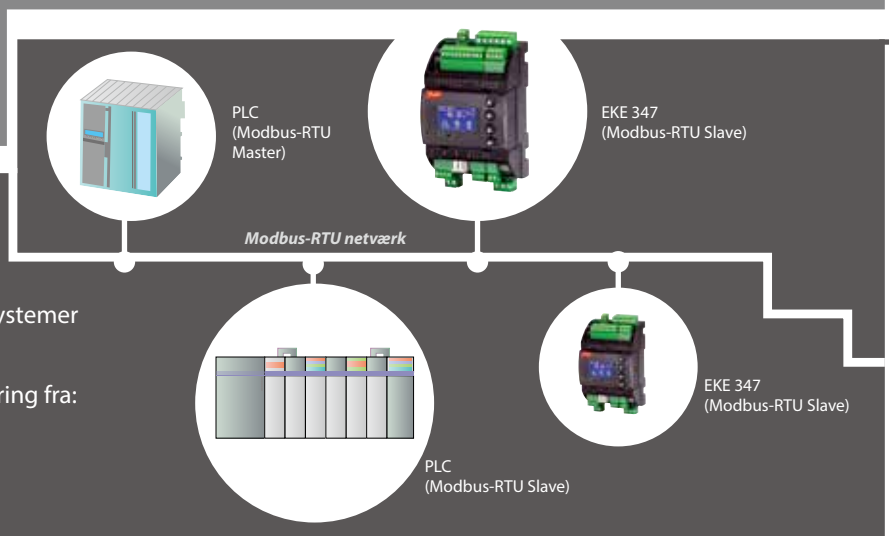 PLC
(Modbus-RTU
Master)
EKE 347
(Modbus-RTU Slave)
Modbus-RTU netværk
ystemer
ring fra:
EKE 347
(Modbus-RTU Slave)
PLC
(Modbus-RTU Slave)